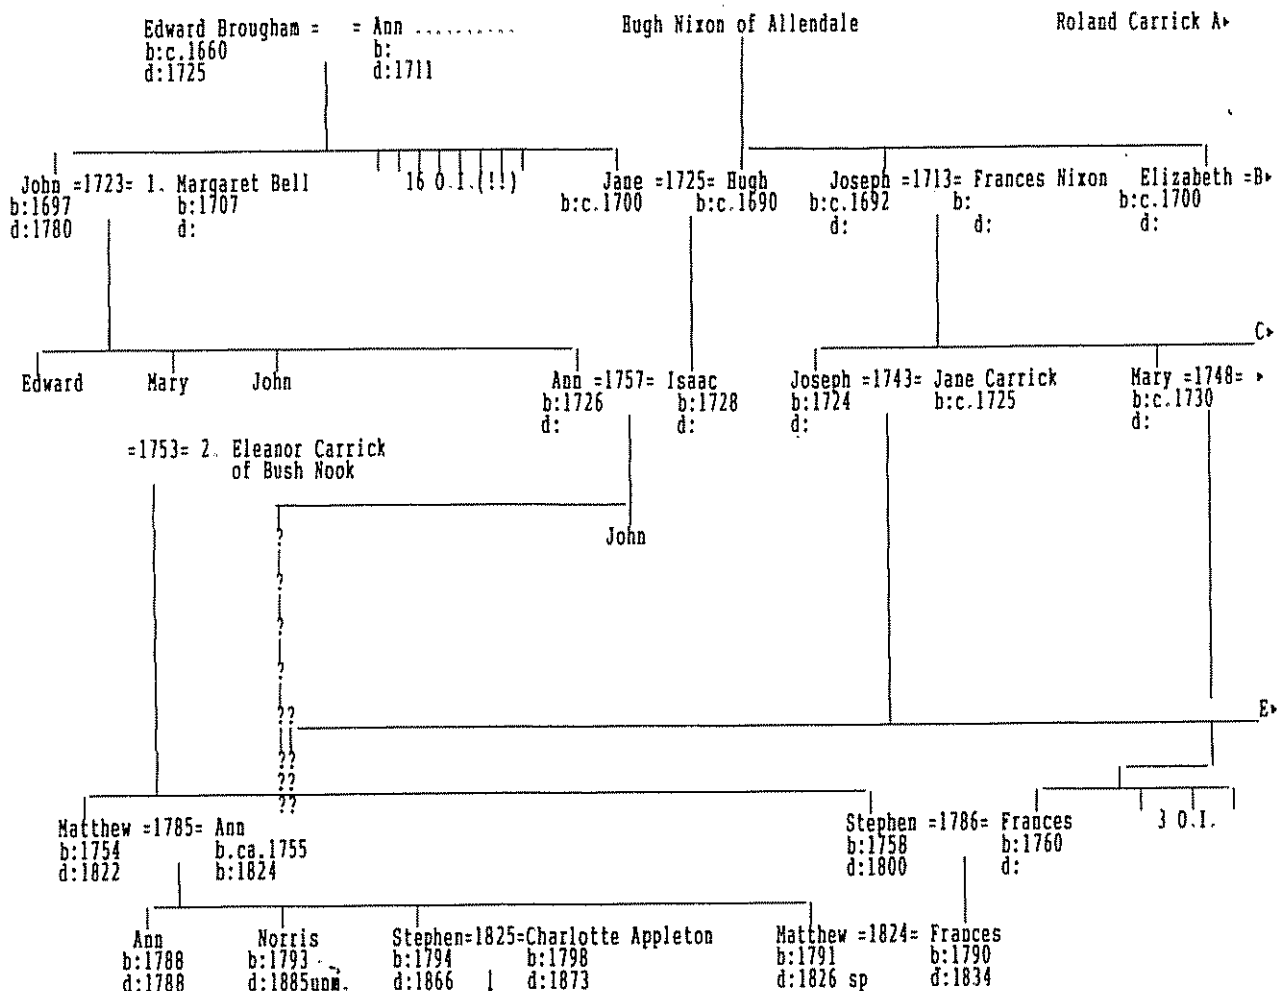 Edward Brougham = = Ann .......... Hugh Nixon of Allendale Roland Carrick A▸
b:c.1660 b:
d:1725 d:1711
John =1723= 1. Margaret Bell 16 O.I.(!!) Jane =1725= Hugh Joseph =1713= Frances Nixon Elizabeth =B▸
b:1697 b:1707 b:c.1700 b:c.1690 b:c.1692 b: b:c.1700
d:1780 d: d: d: d:
C▸
Edward Mary John Ann =1757= Isaac Joseph =1743= Jane Carrick Mary =1748= ▸
b:1726 b:1728 b:1724 b:c.1725 b:c.1730
d: d: d: d:
=1753= 2. Eleanor Carrick
of Bush Nook
?
John
?
?
?
??
E▸
??
??
??
Matthew =1785= Ann Stephen =1786= Frances 3 O.I.
b:1754 b.ca.1755 b:1758 b:1760
d:1822 b:1824 d:1800 d:
Ann Norris Stephen=1825=Charlotte Appleton Matthew =1824= Frances
b:1788 b:1793 b:1794 b:1798 b:1791 b:1790
d:1788 d:1885unm. d:1866 d:1873 d:1826 sp d:1834